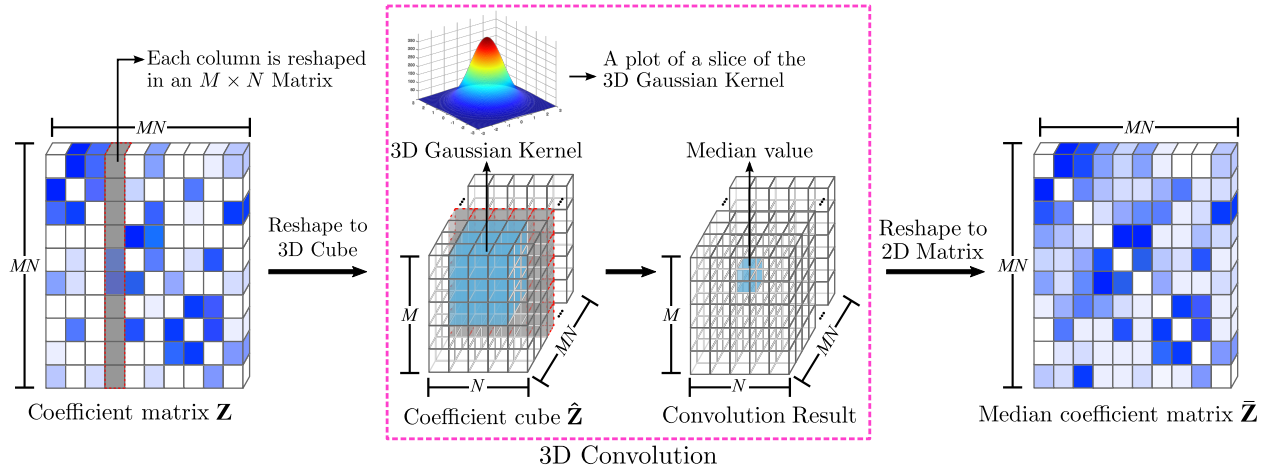 Each column is reshaped
in an M × N Matrix
A plot of a slice of the
3D Gaussian Kernel
MN
3D Gaussian Kernel
Median value
MN
Reshape to
3D Cube
Reshape to
2D Matrix
MN
M
M
MN
MN
MN
N
N
Coefficient matrix Z
Coefficient cube Ẑ
Convolution Result
Median coefficient matrix Z̄
3D Convolution